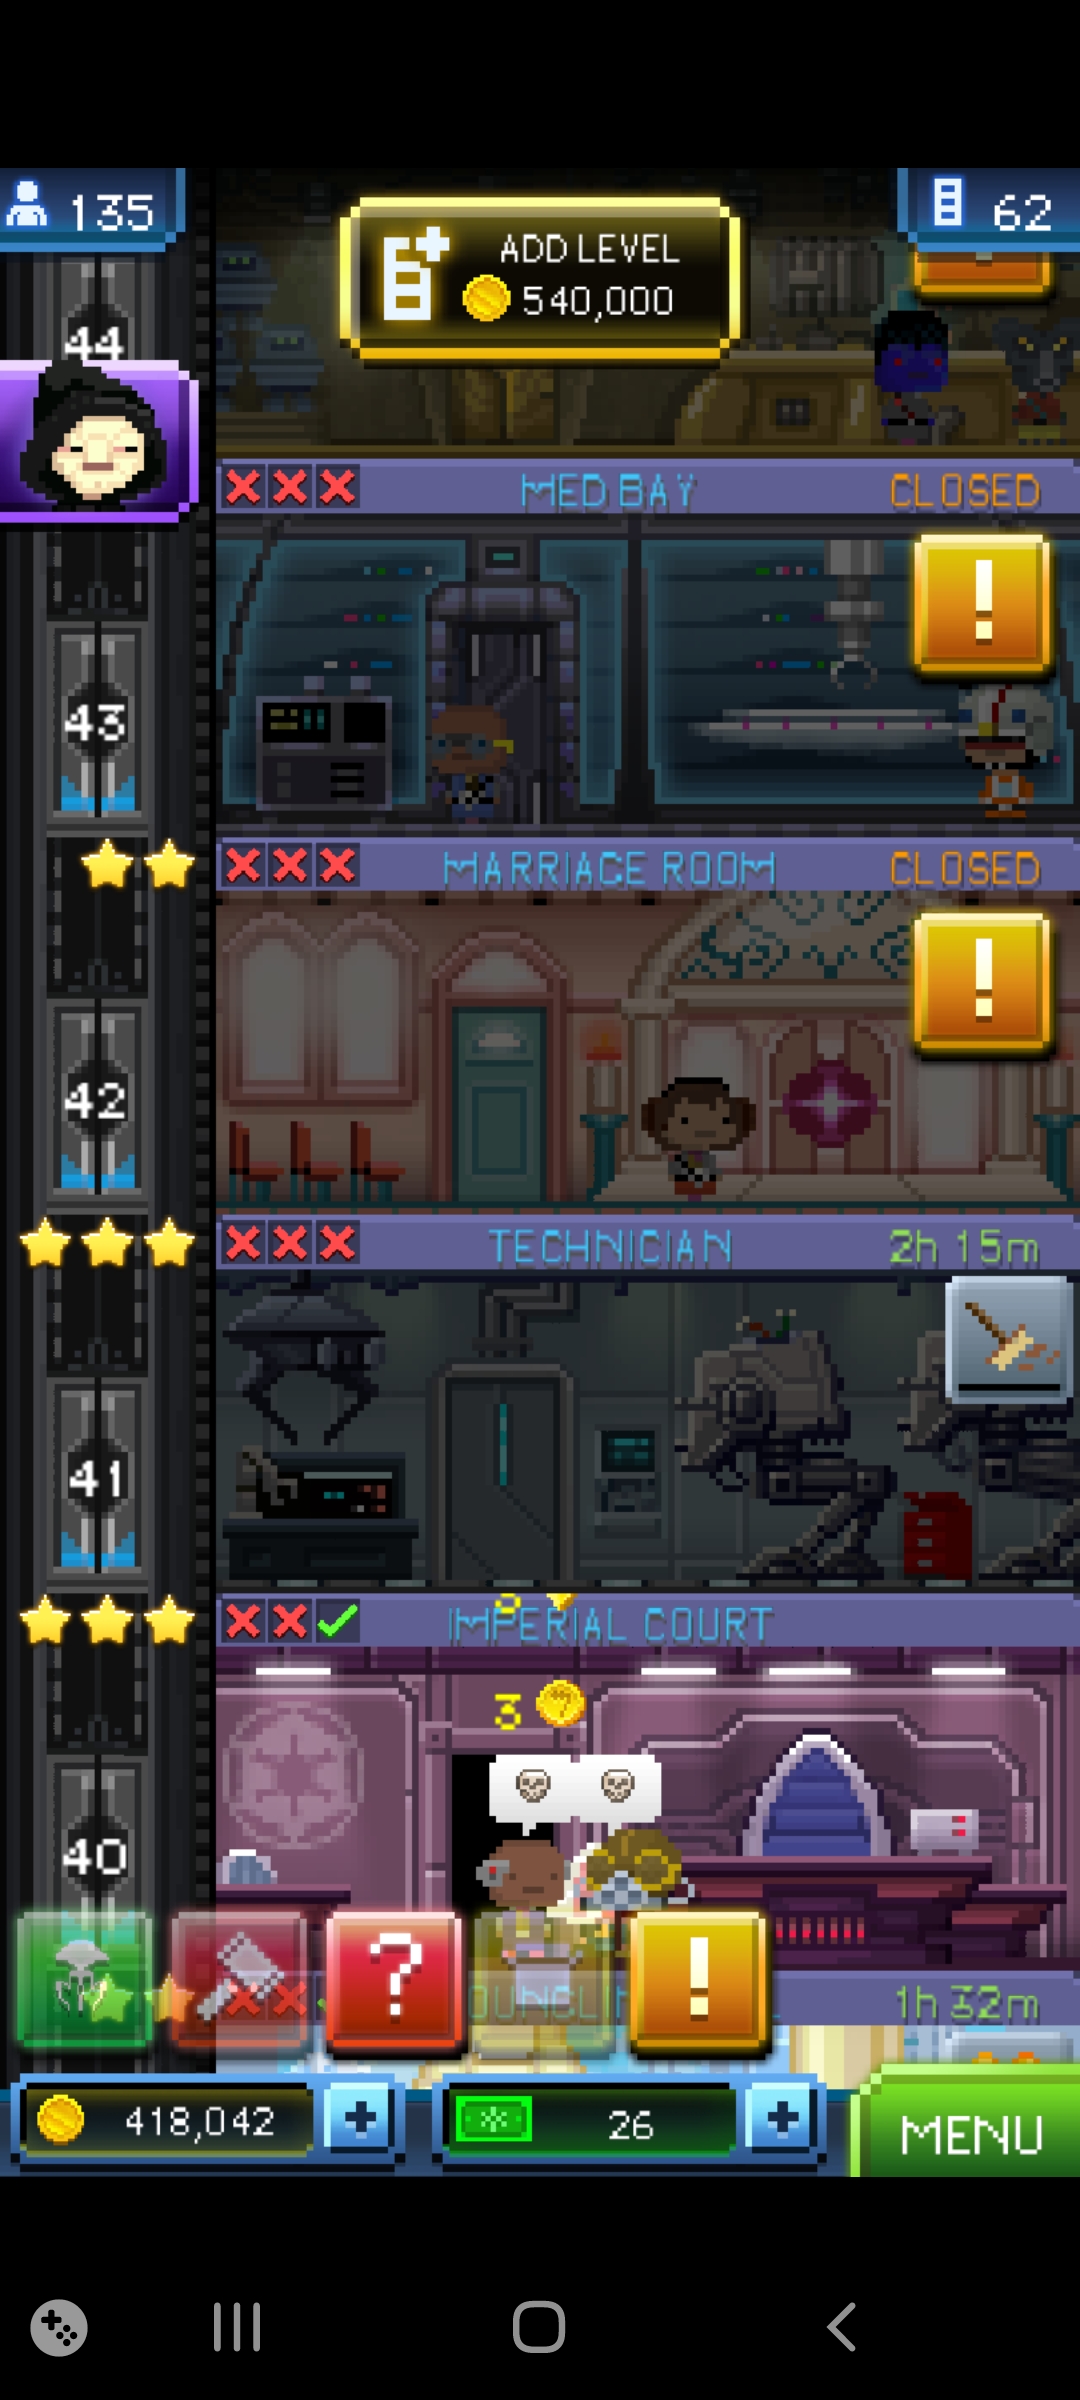 135
ADD LEVEL
540,000
62
44
MED BAY
CLOSED
!
43
MARRIAGE ROOM
CLOSED
!
42
TECHNICIAN
2h 15m
41
IMPERIAL COURT
3
40
?
!
1h 32m
418,042
+
26
+
MENU